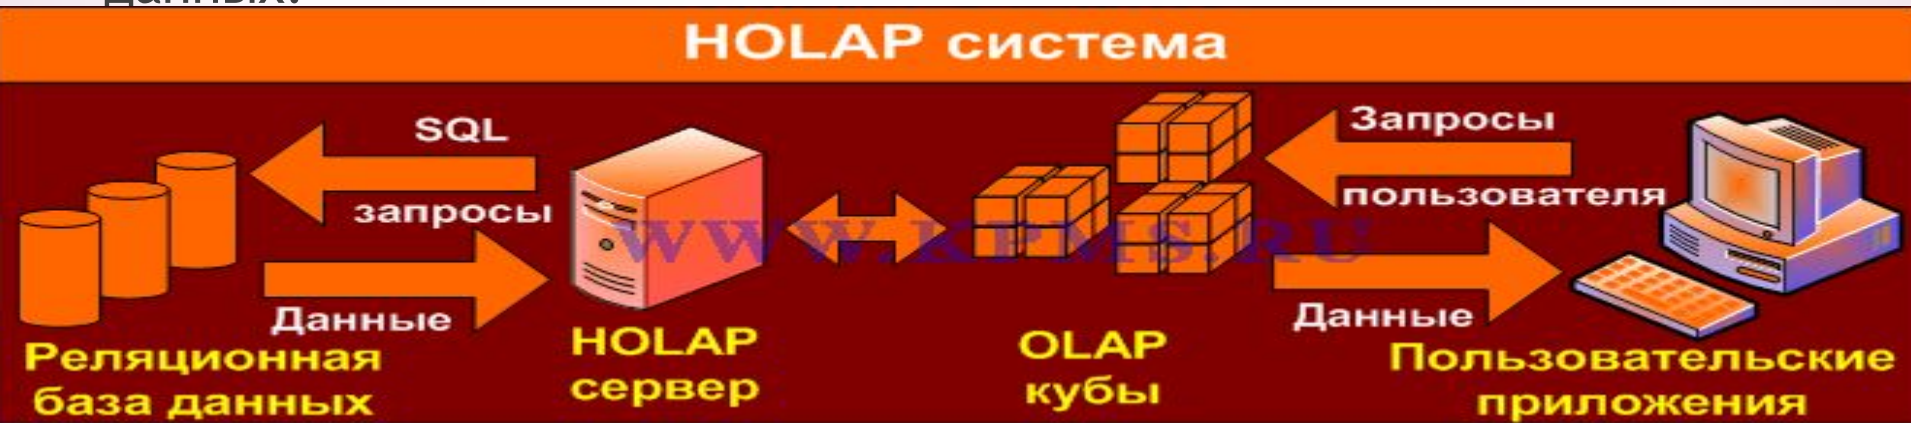 данных.
HOLAP система
SQL
запросы
Данные
Реляционная
база данных
HOLAP
сервер
WWW.KPMS.RU
OLAP
кубы
Запросы
пользователя
Данные
Пользовательские
приложения